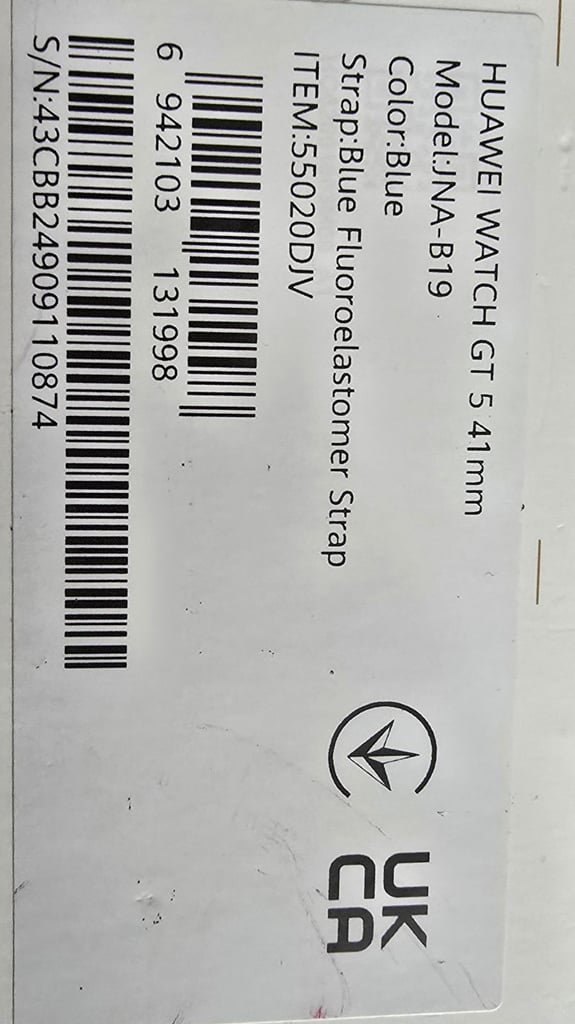 HUAWEI WATCH GT 5 41mm
Model:JNA-B19
Color:Blue
Strap:Blue Fluoroelastomer Strap
ITEM:55020DJV
6 942103 131998
S/N:43CBB24909110874
UK
CA